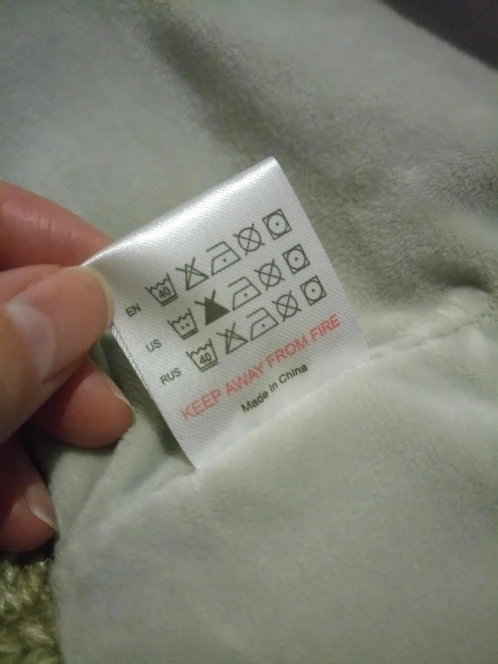 EN 40
US
RUS 40
KEEP AWAY FROM FIRE
Made in China